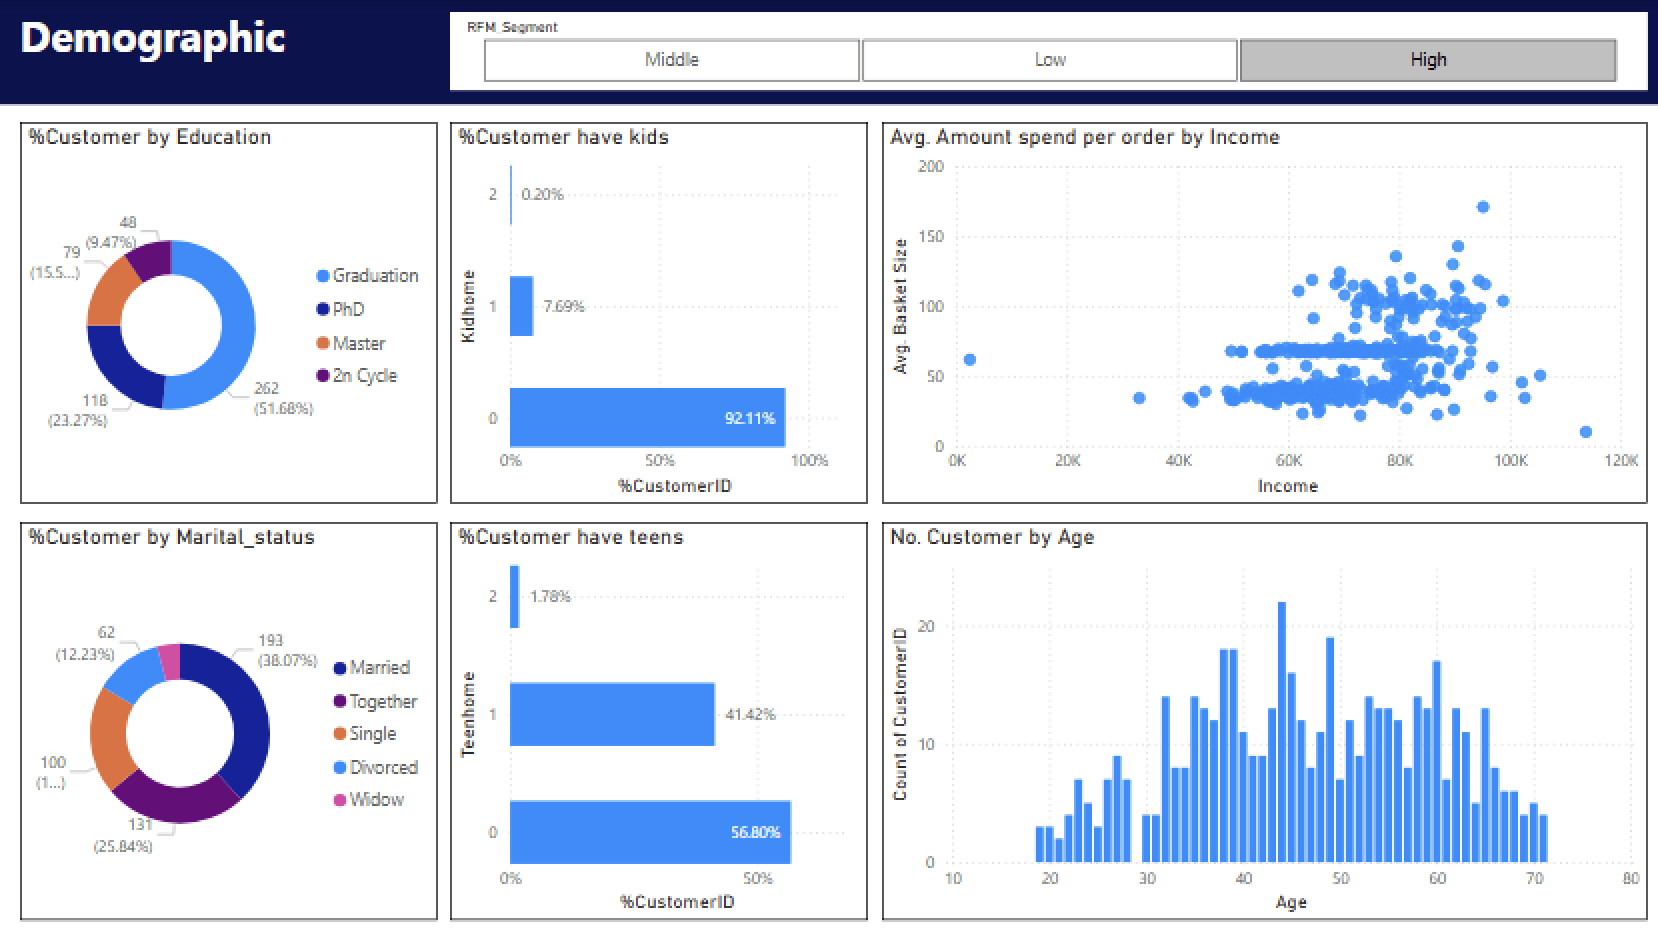 Demographic
RFM_Segment
Middle
Low
High
%Customer by Education
48
(9.47%)
79
(15.5...)
118
(23.27%)
262
(51.68%)
Graduation
PhD
Master
2n Cycle
%Customer have kids
Kidhome
2
0.20%
1
7.69%
0
92.11%
0%
50%
100%
%CustomerID
Avg. Amount spend per order by Income
Avg. Basket Size
200
150
100
50
0
0K
20K
40K
60K
80K
100K
120K
Income
%Customer by Marital_status
62
(12.23%)
193
(38.07%)
100
(1...)
131
(25.84%)
Married
Together
Single
Divorced
Widow
%Customer have teens
Teenhome
2
1.78%
1
41.42%
0
56.80%
0%
50%
%CustomerID
No. Customer by Age
Count of CustomerID
20
10
0
10
20
30
40
50
60
70
80
Age